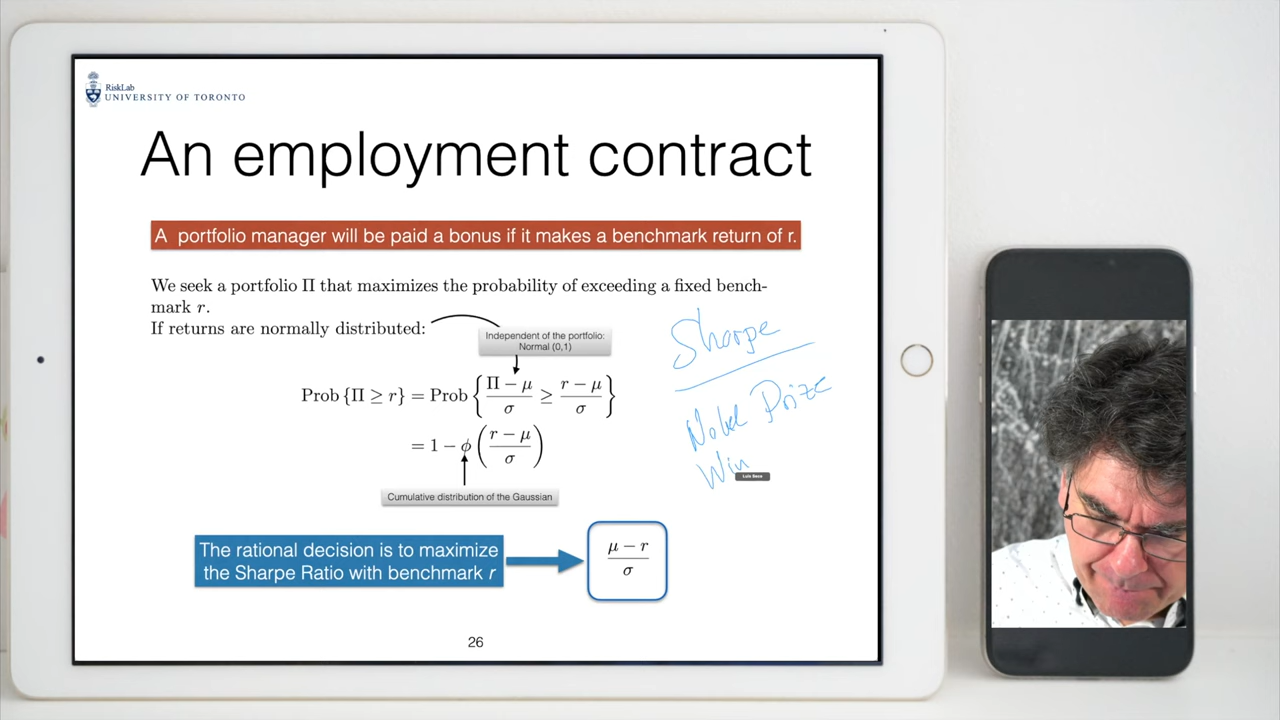 RiskLab
UNIVERSITY OF TORONTO
An employment contract
A portfolio manager will be paid a bonus if it makes a benchmark return of r.
We seek a portfolio Π that maximizes the probability of exceeding a fixed bench-
mark r.
If returns are normally distributed:
Independent of the portfolio:
Normal (0,1)
Prob {Π ≥ r} = Prob { (Π − μ)/σ ≥ (r − μ)/σ }
= 1 − ϕ ( (r − μ)/σ )
Cumulative distribution of the Gaussian
Sharpe
Nobel Prize
Win
Luis Seco
The rational decision is to maximize
the Sharpe Ratio with benchmark r
(μ − r)/σ
26